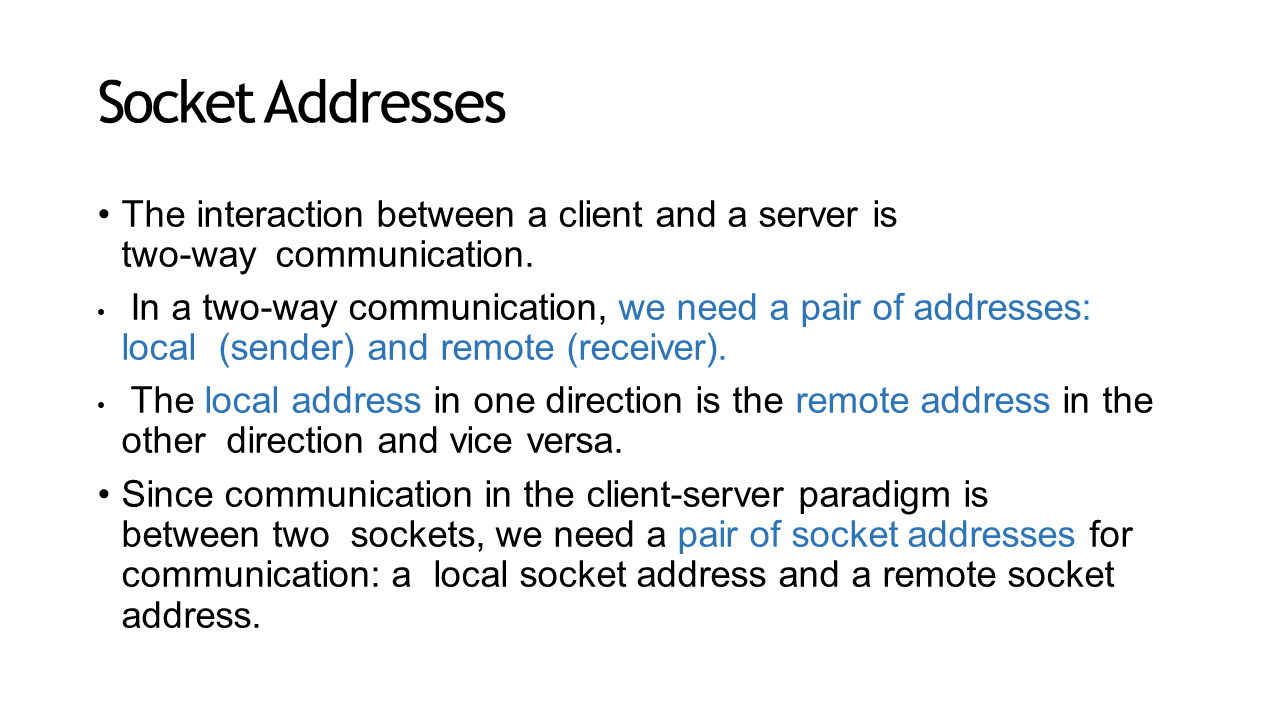 Socket Addresses
• The interaction between a client and a server is
two-way communication.
• In a two-way communication, we need a pair of addresses:
local (sender) and remote (receiver).
• The local address in one direction is the remote address in the
other direction and vice versa.
• Since communication in the client-server paradigm is
between two sockets, we need a pair of socket addresses for
communication: a local socket address and a remote socket
address.